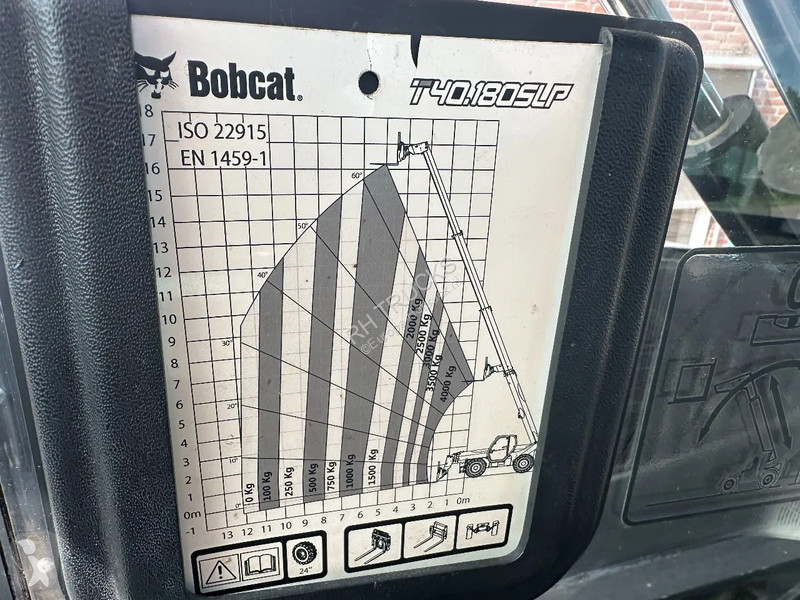 Bobcat.
T40.180SLP
ISO 22915
EN 1459-1
18
17
16
15
14
13
12
11
10
9
8
7
6
5
4
3
2
1
0m
-1
60°
50°
40°
30°
20°
10°
0°
2000 Kg
2500 Kg
3000 Kg
3500 Kg
4000 Kg
0 Kg
100 Kg
250 Kg
500 Kg
750 Kg
1000 Kg
1500 Kg
13 12 11 10 9 8 7 6 5 4 3 2 1 0m
24"
RH TRUCKS